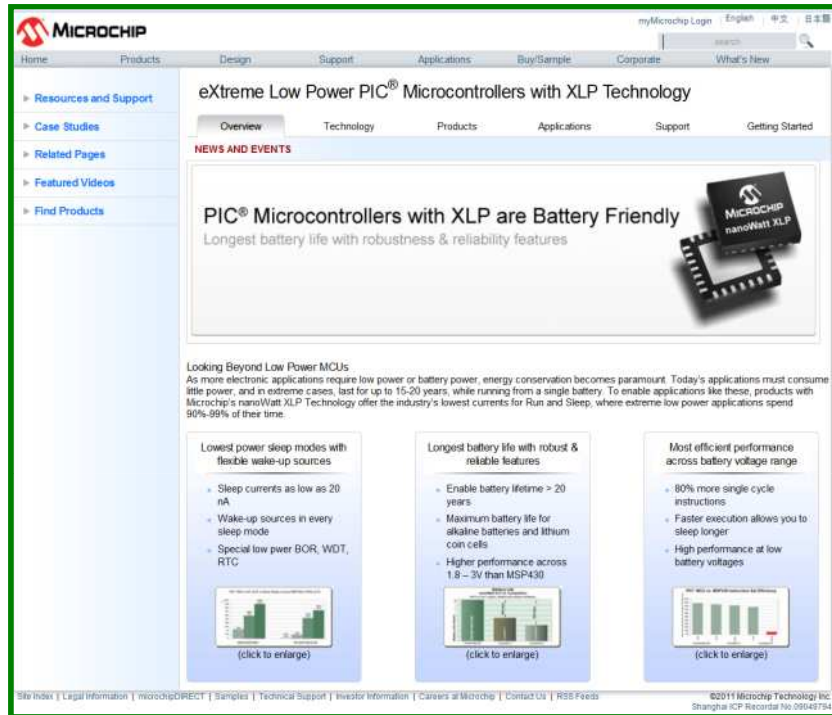 MICROCHIP
myMicrochip Login English 中文 日本語
search
Home Products Design Support Applications Buy/Sample Corporate What's New
Resources and Support
Case Studies
Related Pages
Featured Videos
Find Products
eXtreme Low Power PIC® Microcontrollers with XLP Technology
Overview Technology Products Applications Support Getting Started
NEWS AND EVENTS
PIC® Microcontrollers with XLP are Battery Friendly
Longest battery life with robustness & reliability features
MICROCHIP
nanoWatt XLP
Looking Beyond Low Power MCUs
As more electronic applications require low power or battery power, energy conservation becomes paramount. Today's applications must consume
little power, and in extreme cases, last for up to 15-20 years, while running from a single battery. To enable applications like these, products with
Microchip's nanoWatt XLP Technology offer the industry's lowest currents for Run and Sleep, where extreme low power applications spend
90%-99% of their time.
Lowest power sleep modes with
flexible wake-up sources
Sleep currents as low as 20
nA
Wake-up sources in every
sleep mode
Special low pwer BOR, WDT,
RTC
(click to enlarge)
Longest battery life with robust &
reliable features
Enable battery lifetime > 20
years
Maximum battery life for
alkaline batteries and lithium
coin cells
Higher performance across
1.8 – 3V than MSP430
(click to enlarge)
Most efficient performance
across battery voltage range
80% more single cycle
instructions
Faster execution allows you to
sleep longer
High performance at low
battery voltages
(click to enlarge)
Site Index | Legal Information | microchipDIRECT | Samples | Technical Support | Investor Information | Careers at Microchip | Contact Us | RSS Feeds
©2011 Microchip Technology Inc.
Shanghai ICP Recordal No.09049794